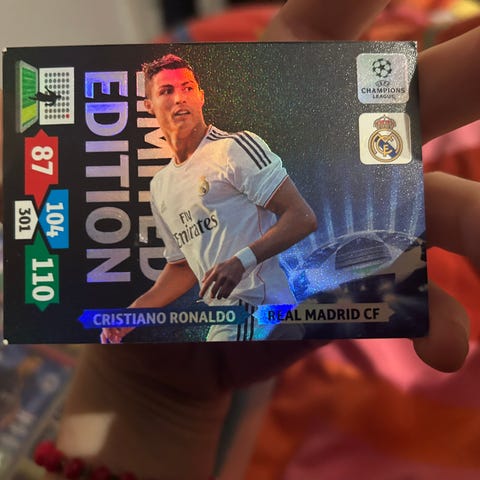 LIMITED
EDITION
CHAMPIONS
LEAGUE
87
104
301
110
Fly
Emirates
CRISTIANO RONALDO
REAL MADRID CF